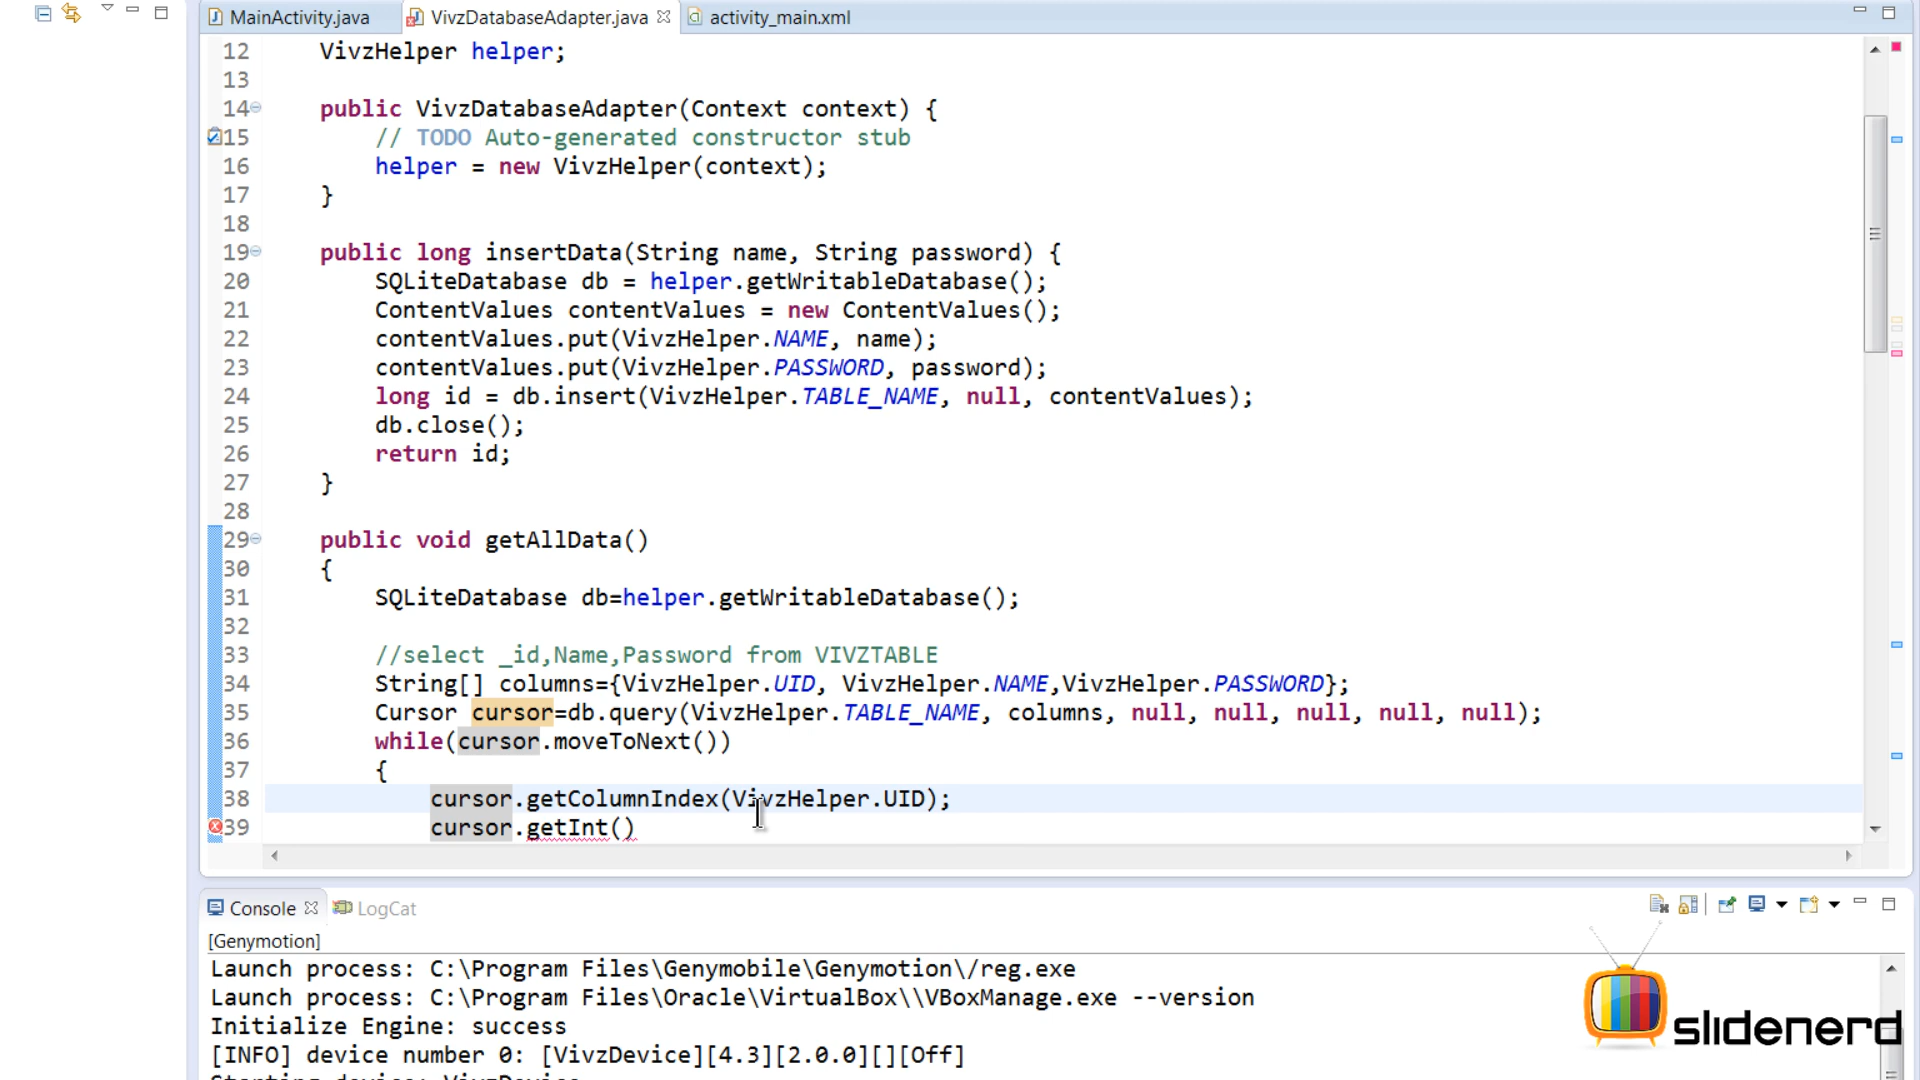 MainActivity.java VivzDatabaseAdapter.java activity_main.xml
12 VivzHelper helper;
13
14 public VivzDatabaseAdapter(Context context) {
15 // TODO Auto-generated constructor stub
16 helper = new VivzHelper(context);
17 }
18
19 public long insertData(String name, String password) {
20 SQLiteDatabase db = helper.getWritableDatabase();
21 ContentValues contentValues = new ContentValues();
22 contentValues.put(VivzHelper.NAME, name);
23 contentValues.put(VivzHelper.PASSWORD, password);
24 long id = db.insert(VivzHelper.TABLE_NAME, null, contentValues);
25 db.close();
26 return id;
27 }
28
29 public void getAllData()
30 {
31 SQLiteDatabase db=helper.getWritableDatabase();
32
33 //select _id,Name,Password from VIVZTABLE
34 String[] columns={VivzHelper.UID, VivzHelper.NAME,VivzHelper.PASSWORD};
35 Cursor cursor=db.query(VivzHelper.TABLE_NAME, columns, null, null, null, null, null);
36 while(cursor.moveToNext())
37 {
38 cursor.getColumnIndex(VivzHelper.UID);
39 cursor.getInt()
Console LogCat
[Genymotion]
Launch process: C:\Program Files\Genymobile\Genymotion\/reg.exe
Launch process: C:\Program Files\Oracle\VirtualBox\\VBoxManage.exe --version
Initialize Engine: success
[INFO] device number 0: [VivzDevice][4.3][2.0.0][][Off]
Starting device: VivzDevice
slidenerd